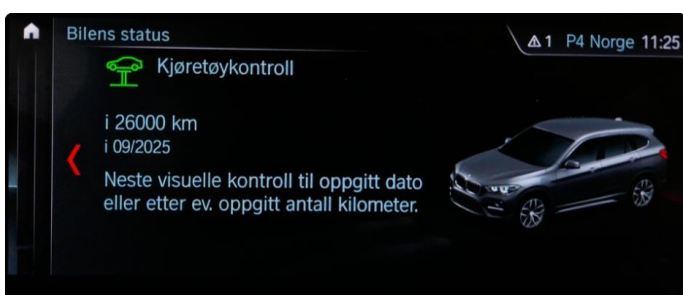 Bilens status
1 P4 Norge 11:25
Kjøretøykontroll
i 26000 km
i 09/2025
Neste visuelle kontroll til oppgitt dato
eller etter ev. oppgitt antall kilometer.